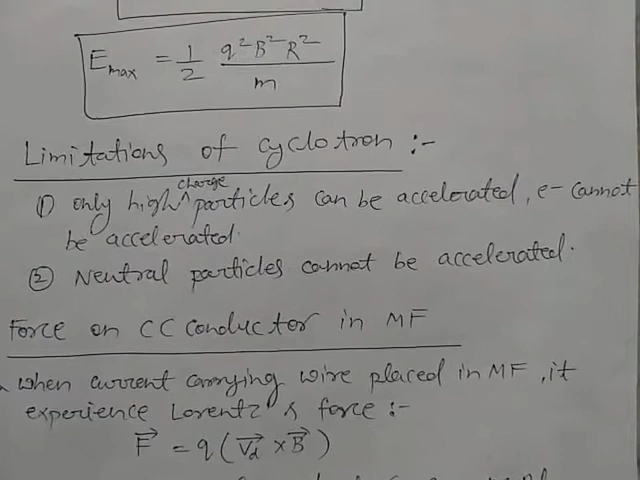 E max = 1/2 q²B²R²/m
Limitations of cyclotron :-
① only high charge particles can be accelerated, e- cannot
be accelerated.
② Neutral particles cannot be accelerated.
Force on CC conductor in MF
when current carrying wire placed in MF, it
experience Lorentz's force :-
F⃗ = q (V⃗d × B⃗)